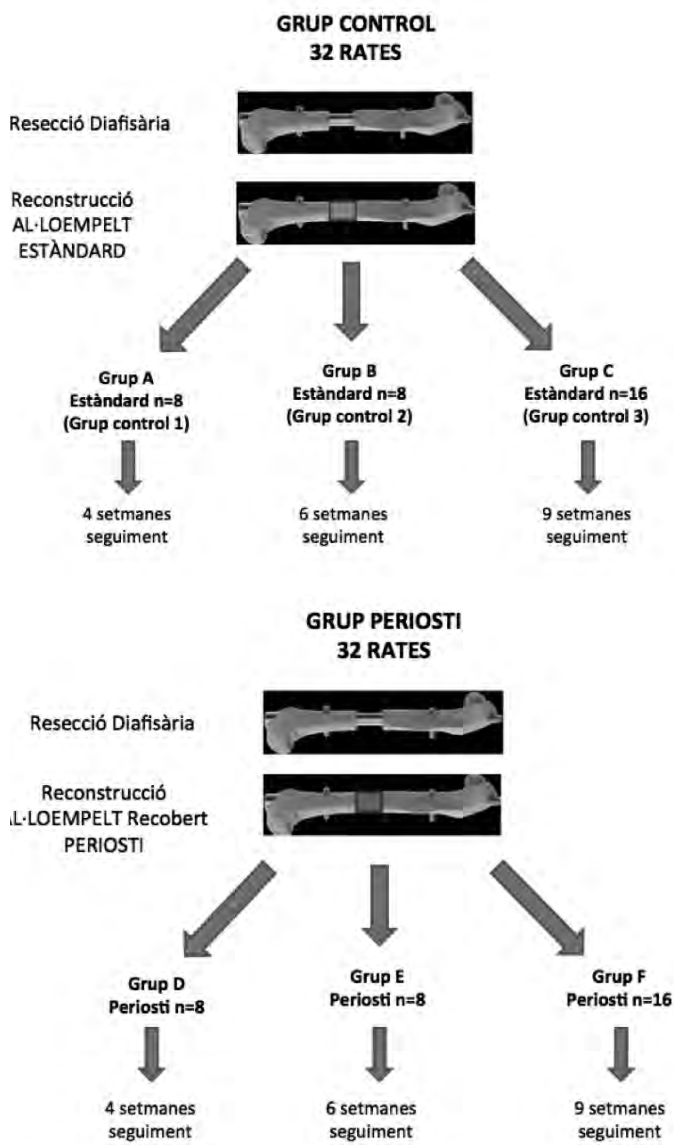 GRUP CONTROL
32 RATES
Resecció Diafisària
Reconstrucció
AL·LOEMPELT
ESTÀNDARD
Grup A
Estàndard n=8
(Grup control 1)
Grup B
Estàndard n=8
(Grup control 2)
Grup C
Estàndard n=16
(Grup control 3)
4 setmanes
seguiment
6 setmanes
seguiment
9 setmanes
seguiment
GRUP PERIOSTI
32 RATES
Resecció Diafisària
Reconstrucció
L·LOEMPELT Recobert
PERIOSTI
Grup D
Periosti n=8
Grup E
Periosti n=8
Grup F
Periosti n=16
4 setmanes
seguiment
6 setmanes
seguiment
9 setmanes
seguiment